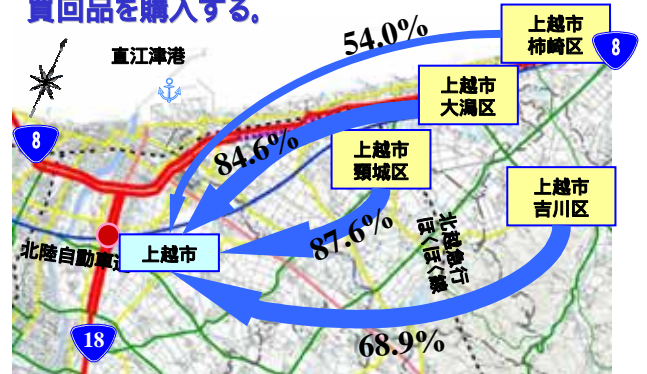 買回品を購入する。
54.0%
上越市
柿崎区
8
直江津港
上越市
大潟区
8
84.6%
上越市
頸城区
上越市
吉川区
87.6%
北越急行
ほくほく線
北陸自動車道
上越市
68.9%
18